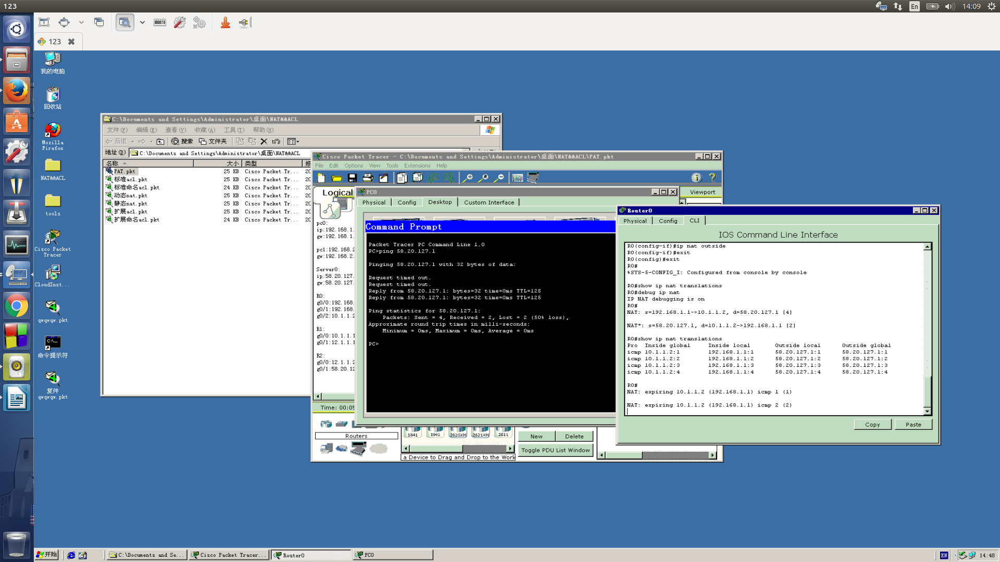 123
En
14:09
123
我的电脑
回收站
Mozilla
Firefox
NAT&&ACL
tools
Cisco Packet
Tracer
CloudInst...
qwqwqw.pkt
命令提示符
复件
qwqwqw.pkt
C:\Documents and Settings\Administrator\桌面\NAT&&ACL
文件(F) 编辑(E) 查看(V) 收藏(A) 工具(T) 帮助(H)
后退 搜索 文件夹
地址(D) C:\Documents and Settings\Administrator\桌面\NAT&&ACL
名称 大小 类型 修
PAT.pkt 25 KB Cisco Packet Tr... 20
标准acl.pkt 25 KB Cisco Packet Tr... 20
标准命名acl.pkt 24 KB Cisco Packet Tr... 20
动态nat.pkt 25 KB Cisco Packet Tr... 20
静态nat.pkt 25 KB Cisco Packet Tr... 20
扩展acl.pkt 25 KB Cisco Packet Tr... 20
扩展命名acl.pkt 24 KB Cisco Packet Tr... 20
Cisco Packet Tracer - C:\Documents and Settings\Administrator\桌面\NAT&&ACL\PAT.pkt
File Edit Options View Tools Extensions Help
Logical
Viewport
pc0:
ip:192.168.1.
gw:192.168.1.
pc1:168.2
gw:192.168.2.
Server0:
ip:58.20.127.
gw:58.20.127.
R0:
g0/0:192.168.
g0/1:192.168.
g0/2:10.1.1.2
R1:
g0/0:10.1.1.
g0/1:12.1.1.1
R2:
g0/0:12.1.1.2
g0/1:58.20.12
Time: 00:05
Routers
1841 1941 2620XM 2621XM 2811
a Device to Drag and Drop to the Work
New Delete
Toggle PDU List Window
PC0
Physical Config Desktop Custom Interface
Command Prompt
Packet Tracer PC Command Line 1.0
PC>ping 58.20.127.1
Pinging 58.20.127.1 with 32 bytes of data:
Request timed out.
Request timed out.
Reply from 58.20.127.1: bytes=32 time=0ms TTL=125
Reply from 58.20.127.1: bytes=32 time=0ms TTL=125
Ping statistics for 58.20.127.1:
Packets: Sent = 4, Received = 2, Lost = 2 (50% loss),
Approximate round trip times in milli-seconds:
Minimum = 0ms, Maximum = 0ms, Average = 0ms
PC>
Router0
Physical Config CLI
IOS Command Line Interface
R0(config-if)#ip nat outside
R0(config-if)#exit
R0(config)#exit
R0#
%SYS-5-CONFIG_I: Configured from console by console
R0#show ip nat translations
R0#debug ip nat
IP NAT debugging is on
R0#
NAT: s=192.168.1.1->10.1.1.2, d=58.20.127.1 [4]
NAT*: s=58.20.127.1, d=10.1.1.2->192.168.1.1 [2]
R0#show ip nat translations
Pro Inside global Inside local Outside local Outside global
icmp 10.1.1.2:1 192.168.1.1:1 58.20.127.1:1 58.20.127.1:1
icmp 10.1.1.2:2 192.168.1.1:2 58.20.127.1:2 58.20.127.1:2
icmp 10.1.1.2:3 192.168.1.1:3 58.20.127.1:3 58.20.127.1:3
icmp 10.1.1.2:4 192.168.1.1:4 58.20.127.1:4 58.20.127.1:4
R0#
NAT: expiring 10.1.1.2 (192.168.1.1) icmp 1 (1)
NAT: expiring 10.1.1.2 (192.168.1.1) icmp 2 (2)
Copy Paste
开始
C:\Documents and Se...
Cisco Packet Tracer...
Router0
PC0
EN
14:48